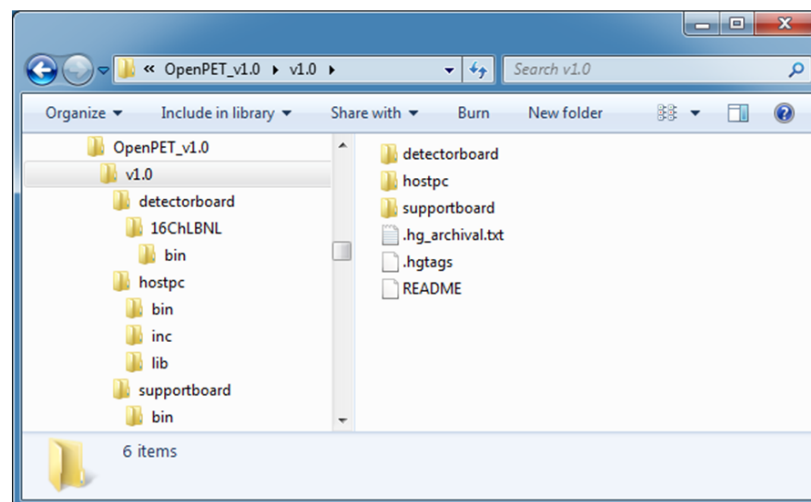 « OpenPET_v1.0 ▸ v1.0 ▸ Search v1.0
Organize ▾ Include in library ▾ Share with ▾ Burn New folder
OpenPET_v1.0
v1.0
detectorboard
16ChLBNL
bin
hostpc
bin
inc
lib
supportboard
bin
detectorboard
hostpc
supportboard
.hg_archival.txt
.hgtags
README
6 items